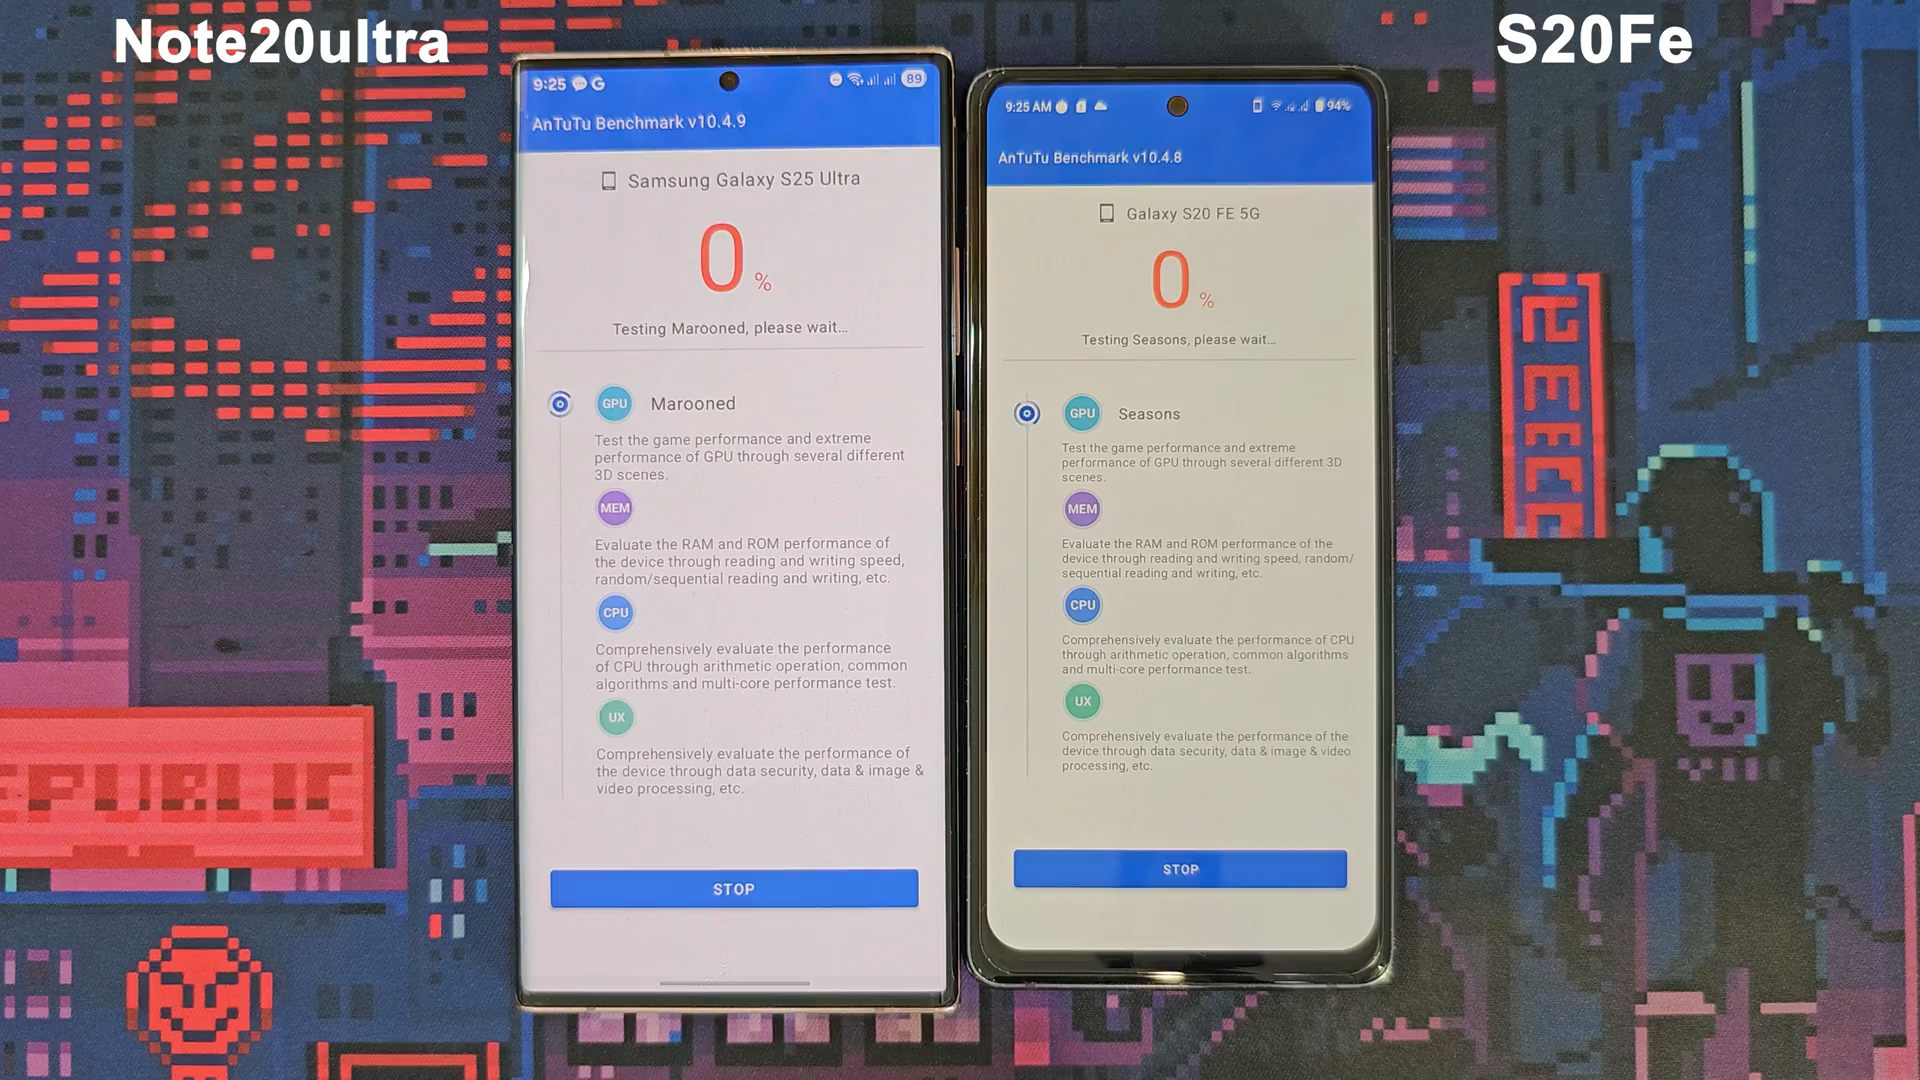 Note20ultra
S20Fe
9:25
89
AnTuTu Benchmark v10.4.9
Samsung Galaxy S25 Ultra
0 %
Testing Marooned, please wait...
GPU Marooned
Test the game performance and extreme
performance of GPU through several different
3D scenes.
MEM
Evaluate the RAM and ROM performance of
the device through reading and writing speed,
random/sequential reading and writing, etc.
CPU
Comprehensively evaluate the performance
of CPU through arithmetic operation, common
algorithms and multi-core performance test.
UX
Comprehensively evaluate the performance of
the device through data security, data & image &
video processing, etc.
STOP
9:25 AM
94%
AnTuTu Benchmark v10.4.8
Galaxy S20 FE 5G
0 %
Testing Seasons, please wait...
GPU Seasons
Test the game performance and extreme
performance of GPU through several different 3D
scenes.
MEM
Evaluate the RAM and ROM performance of the
device through reading and writing speed, random/
sequential reading and writing, etc.
CPU
Comprehensively evaluate the performance of CPU
through arithmetic operation, common algorithms
and multi-core performance test.
UX
Comprehensively evaluate the performance of the
device through data security, data & image & video
processing, etc.
STOP
EPUBLIC